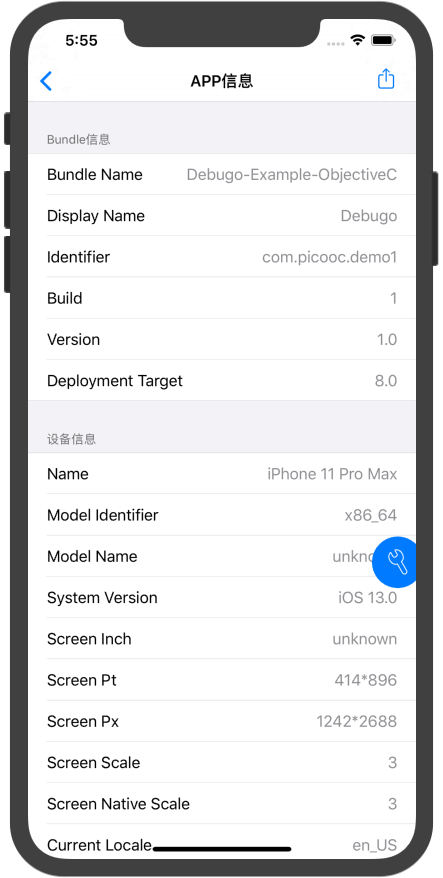 5:55
APP信息
Bundle信息
Bundle Name Debugo-Example-ObjectiveC
Display Name Debugo
Identifier com.picooc.demo1
Build 1
Version 1.0
Deployment Target 8.0
设备信息
Name iPhone 11 Pro Max
Model Identifier x86_64
Model Name
System Version iOS 13.0
Screen Inch unknown
Screen Pt 414*896
Screen Px 1242*2688
Screen Scale 3
Screen Native Scale 3
Current Locale en_US